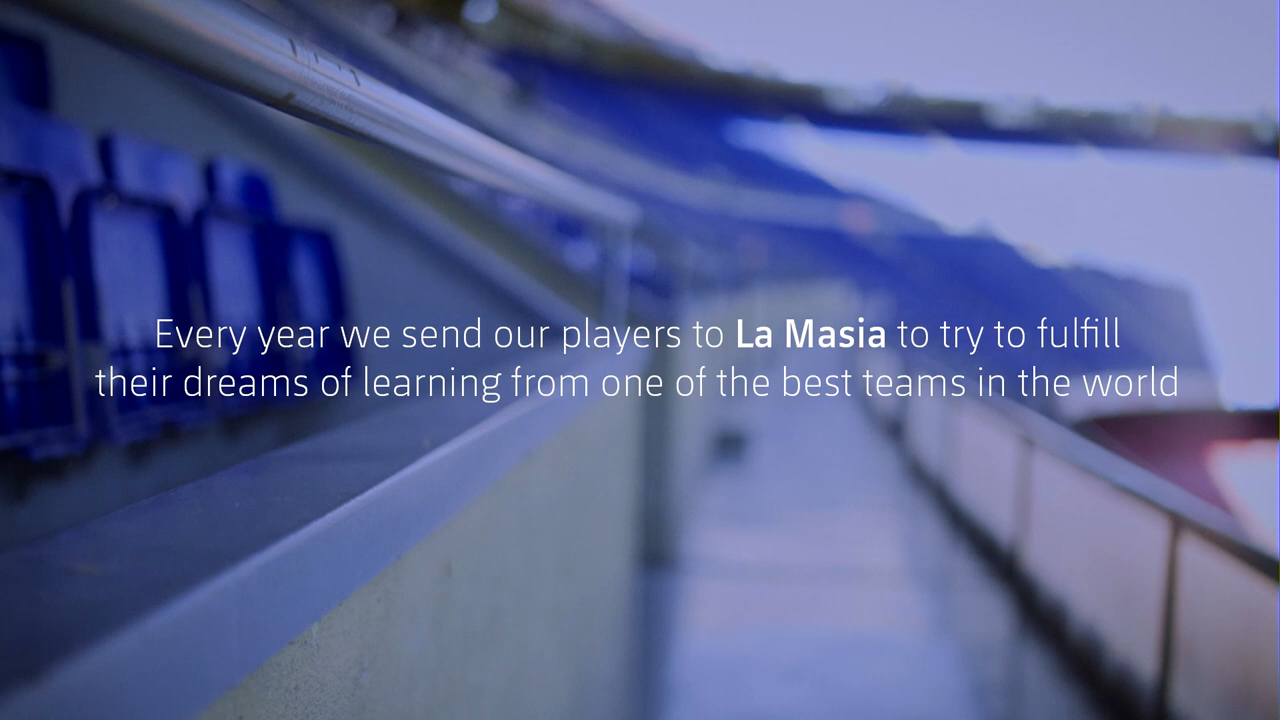 Every year we send our players to La Masia to try to fulfill
their dreams of learning from one of the best teams in the world